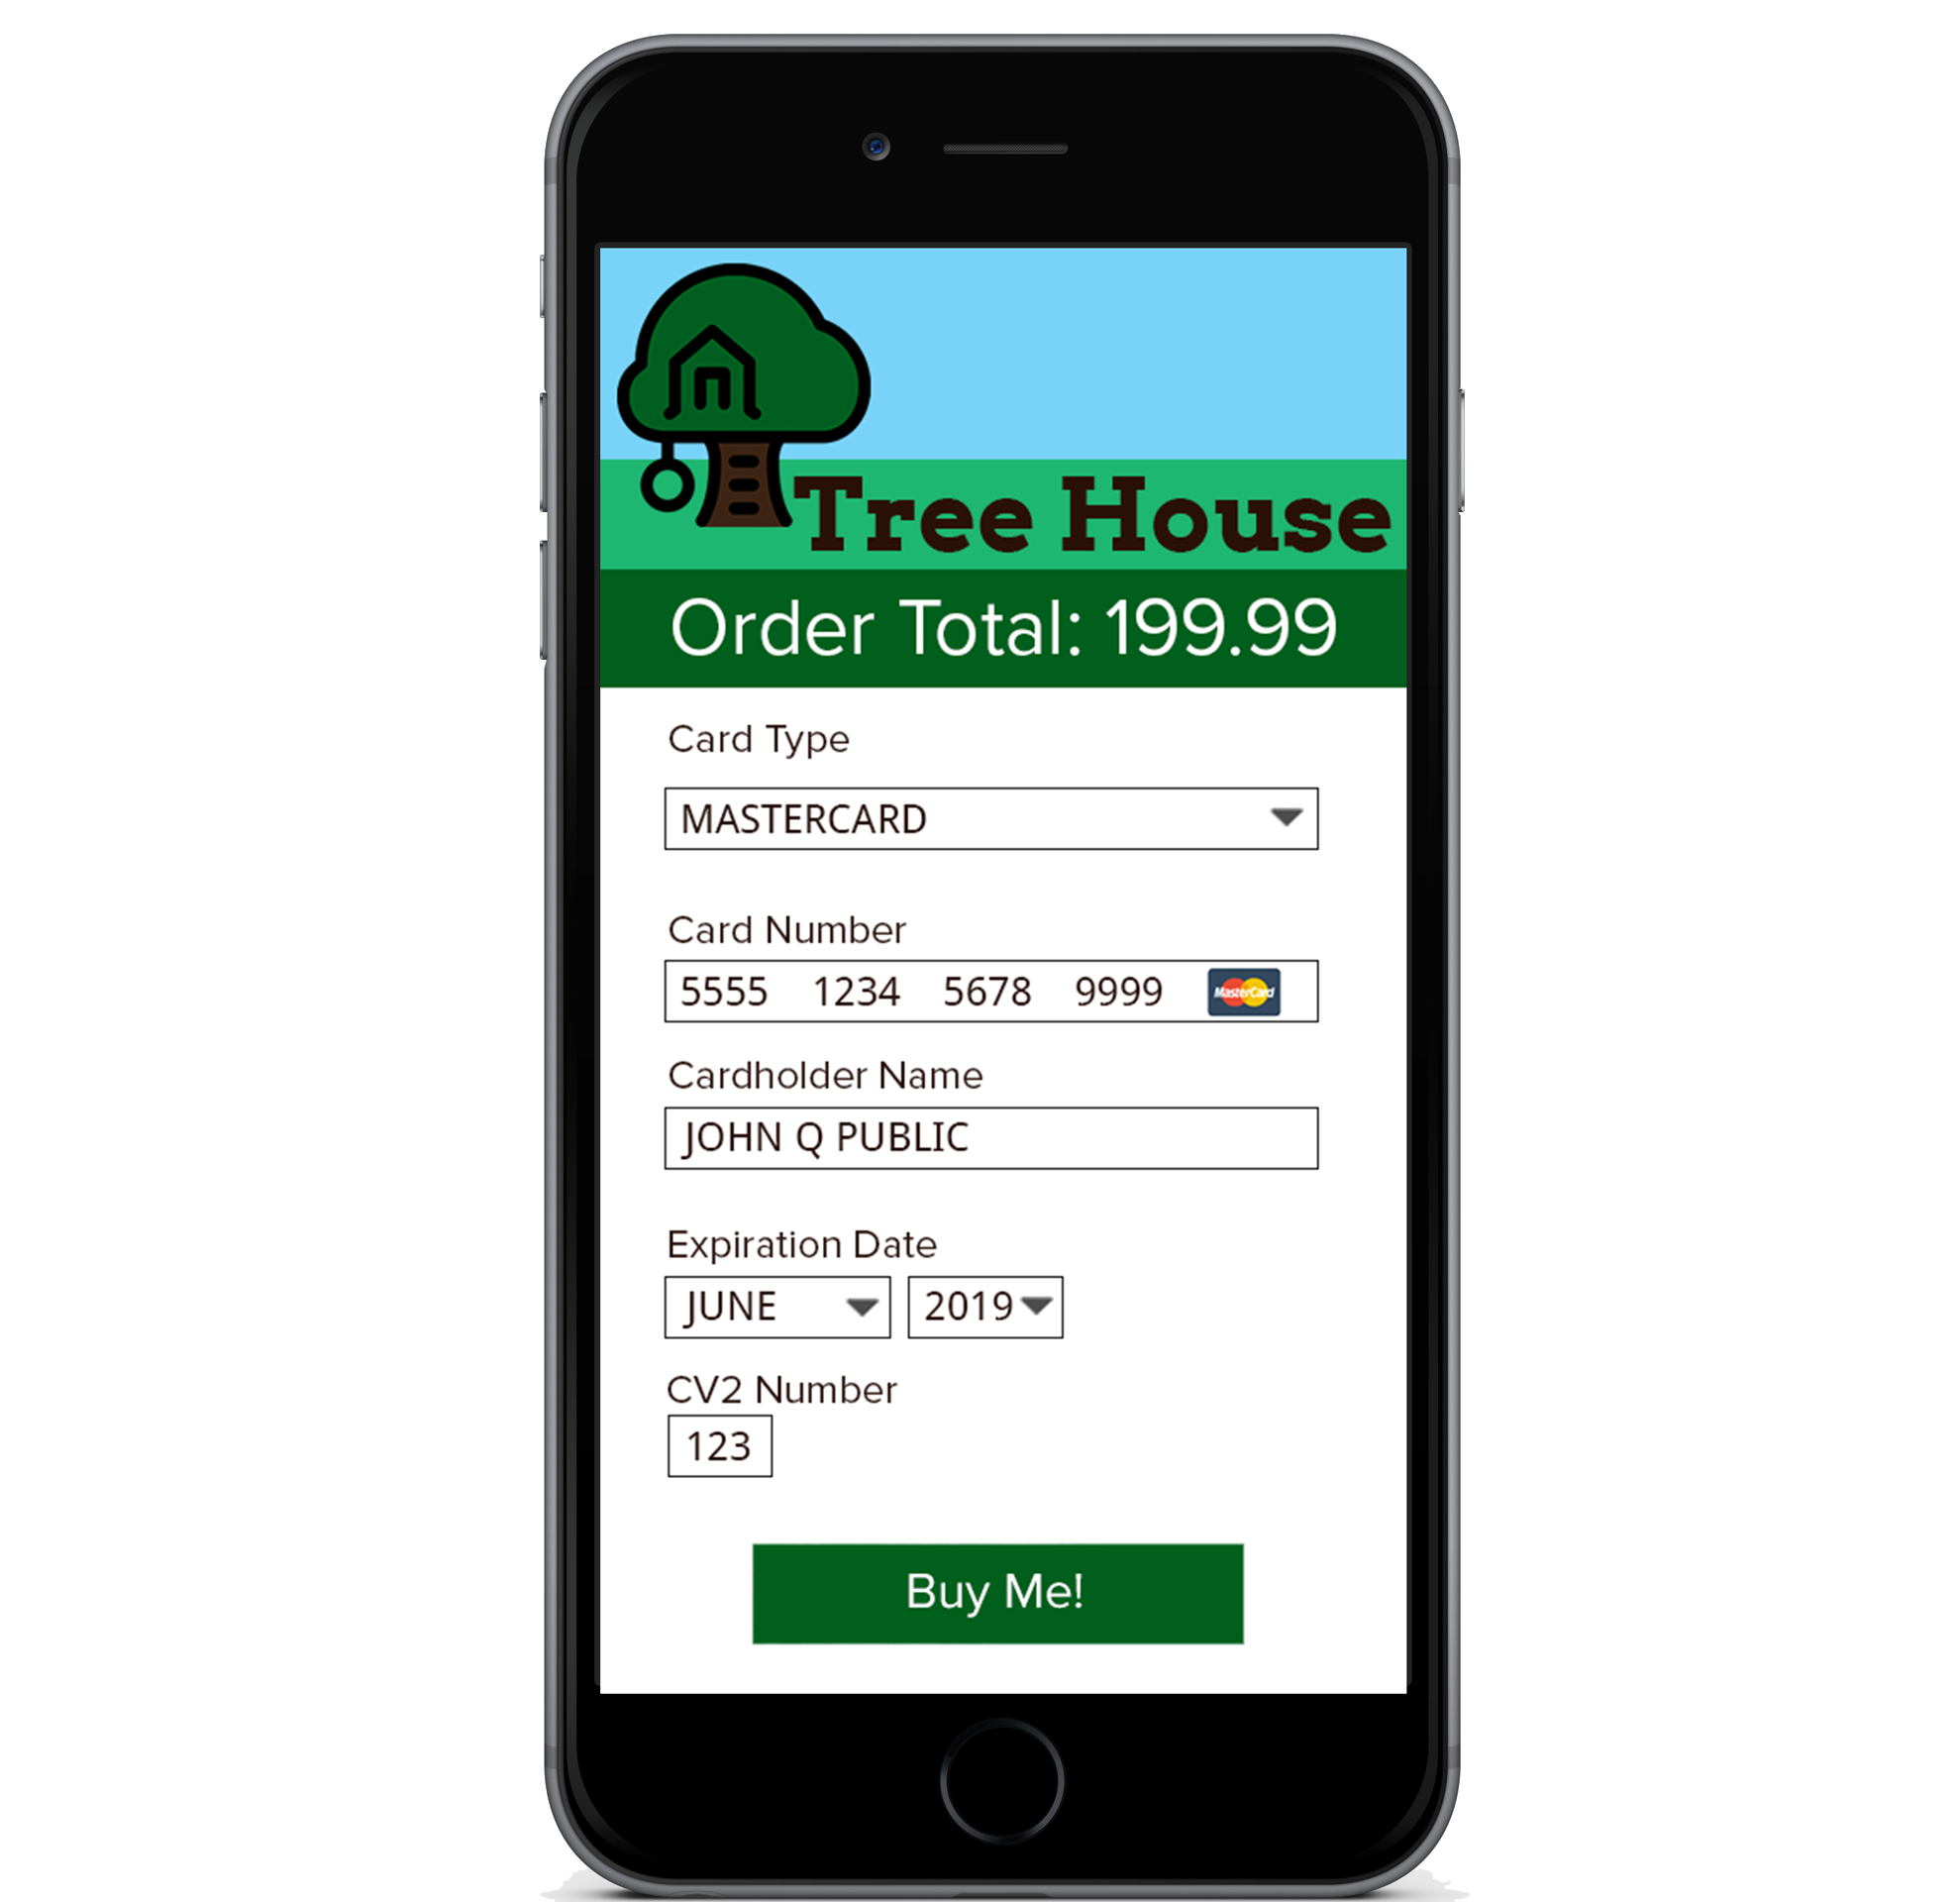 Tree House
Order Total: 199.99
Card Type
MASTERCARD
Card Number
5555 1234 5678 9999 MasterCard
Cardholder Name
JOHN Q PUBLIC
Expiration Date
JUNE 2019
CV2 Number
123
Buy Me!